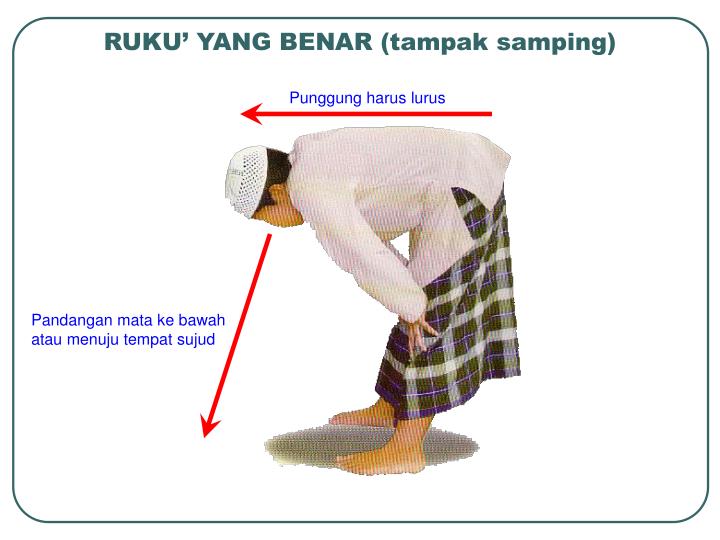 RUKU’ YANG BENAR (tampak samping)
Punggung harus lurus
Pandangan mata ke bawah
atau menuju tempat sujud